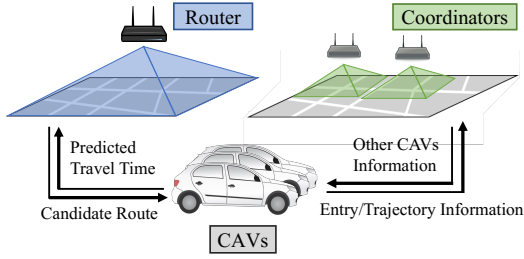 Router
Coordinators
Predicted
Travel Time
Candidate Route
Other CAVs
Information
Entry/Trajectory Information
CAVs